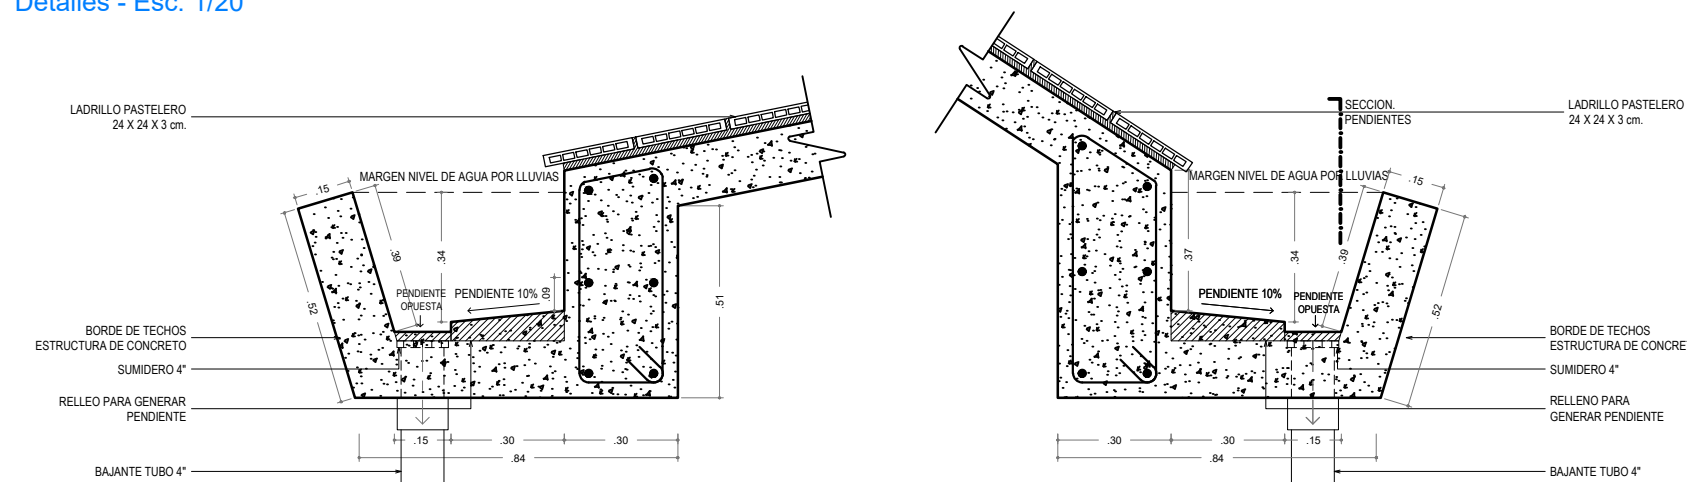 Detalles - Esc. 1/20
LADRILLO PASTELERO
24 X 24 X 3 cm.
MARGEN NIVEL DE AGUA POR LLUVIAS
.15
.39
.34
.52
.09
.51
PENDIENTE
OPUESTA
PENDIENTE 10%
BORDE DE TECHOS
ESTRUCTURA DE CONCRETO
SUMIDERO 4"
RELLEO PARA GENERAR
PENDIENTE
.15
.30
.30
.84
BAJANTE TUBO 4"
SECCION.
PENDIENTES
LADRILLO PASTELERO
24 X 24 X 3 cm.
MARGEN NIVEL DE AGUA POR LLUVIAS
.15
.37
.34
.39
.52
PENDIENTE 10%
PENDIENTE
OPUESTA
BORDE DE TECHOS
ESTRUCTURA DE CONCRE
SUMIDERO 4"
RELLENO PARA
GENERAR PENDIENTE
.30
.30
.15
.84
BAJANTE TUBO 4"